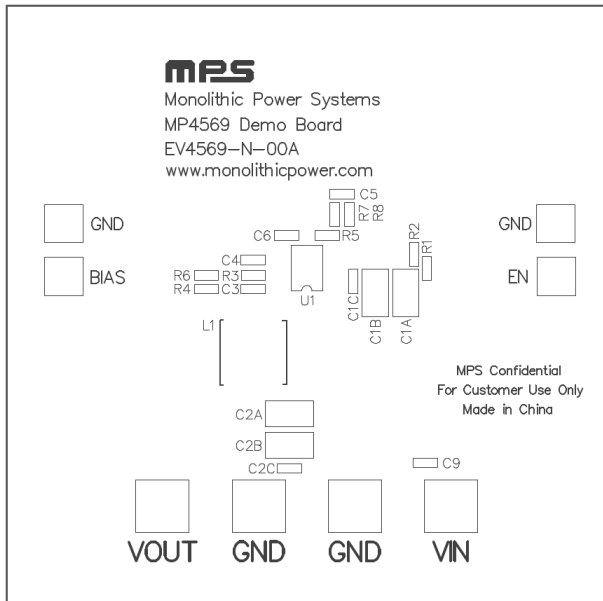 MPS
Monolithic Power Systems
MP4569 Demo Board
EV4569-N-00A
www.monolithicpower.com
C5
R7
R8
GND
C6
R5
R2
GND
R1
C4
BIAS
R6
R3
EN
R4
C3
U1
C1C
C1B
C1A
L1
MPS Confidential
For Customer Use Only
Made in China
C2A
C2B
C2C
C9
VOUT
GND
GND
VIN